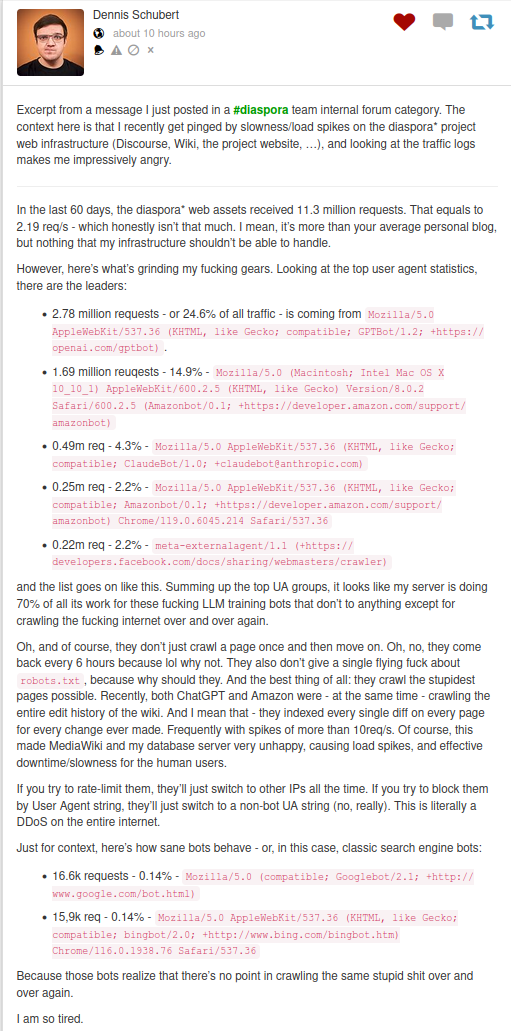 Dennis Schubert
about 10 hours ago
Excerpt from a message I just posted in a #diaspora team internal forum category. The
context here is that I recently get pinged by slowness/load spikes on the diaspora* project
web infrastructure (Discourse, Wiki, the project website, ...), and looking at the traffic logs
makes me impressively angry.
In the last 60 days, the diaspora* web assets received 11.3 million requests. That equals to
2.19 req/s - which honestly isn't that much. I mean, it's more than your average personal blog,
but nothing that my infrastructure shouldn't be able to handle.
However, here's what's grinding my fucking gears. Looking at the top user agent statistics,
there are the leaders:
• 2.78 million requests - or 24.6% of all traffic - is coming from Mozilla/5.0
AppleWebKit/537.36 (KHTML, like Gecko; compatible; GPTBot/1.2; +https://
openai.com/gptbot) .
• 1.69 million reuqests - 14.9% - Mozilla/5.0 (Macintosh; Intel Mac OS X
10_10_1) AppleWebKit/600.2.5 (KHTML, like Gecko) Version/8.0.2
Safari/600.2.5 (Amazonbot/0.1; +https://developer.amazon.com/support/
amazonbot)
• 0.49m req - 4.3% - Mozilla/5.0 AppleWebKit/537.36 (KHTML, like Gecko;
compatible; ClaudeBot/1.0; +claudebot@anthropic.com)
• 0.25m req - 2.2% - Mozilla/5.0 AppleWebKit/537.36 (KHTML, like Gecko;
compatible; Amazonbot/0.1; +https://developer.amazon.com/support/
amazonbot) Chrome/119.0.6045.214 Safari/537.36
• 0.22m req - 2.2% - meta-externalagent/1.1 (+https://
developers.facebook.com/docs/sharing/webmasters/crawler)
and the list goes on like this. Summing up the top UA groups, it looks like my server is doing
70% of all its work for these fucking LLM training bots that don't to anything except for
crawling the fucking internet over and over again.
Oh, and of course, they don't just crawl a page once and then move on. Oh, no, they come
back every 6 hours because lol why not. They also don't give a single flying fuck about
robots.txt , because why should they. And the best thing of all: they crawl the stupidest
pages possible. Recently, both ChatGPT and Amazon were - at the same time - crawling the
entire edit history of the wiki. And I mean that - they indexed every single diff on every page
for every change ever made. Frequently with spikes of more than 10req/s. Of course, this
made MediaWiki and my database server very unhappy, causing load spikes, and effective
downtime/slowness for the human users.
If you try to rate-limit them, they'll just switch to other IPs all the time. If you try to block them
by User Agent string, they'll just switch to a non-bot UA string (no, really). This is literally a
DDoS on the entire internet.
Just for context, here's how sane bots behave - or, in this case, classic search engine bots:
• 16.6k requests - 0.14% - Mozilla/5.0 (compatible; Googlebot/2.1; +http://
www.google.com/bot.html)
• 15,9k req - 0.14% - Mozilla/5.0 AppleWebKit/537.36 (KHTML, like Gecko;
compatible; bingbot/2.0; +http://www.bing.com/bingbot.htm)
Chrome/116.0.1938.76 Safari/537.36
Because those bots realize that there's no point in crawling the same stupid shit over and
over again.
I am so tired.